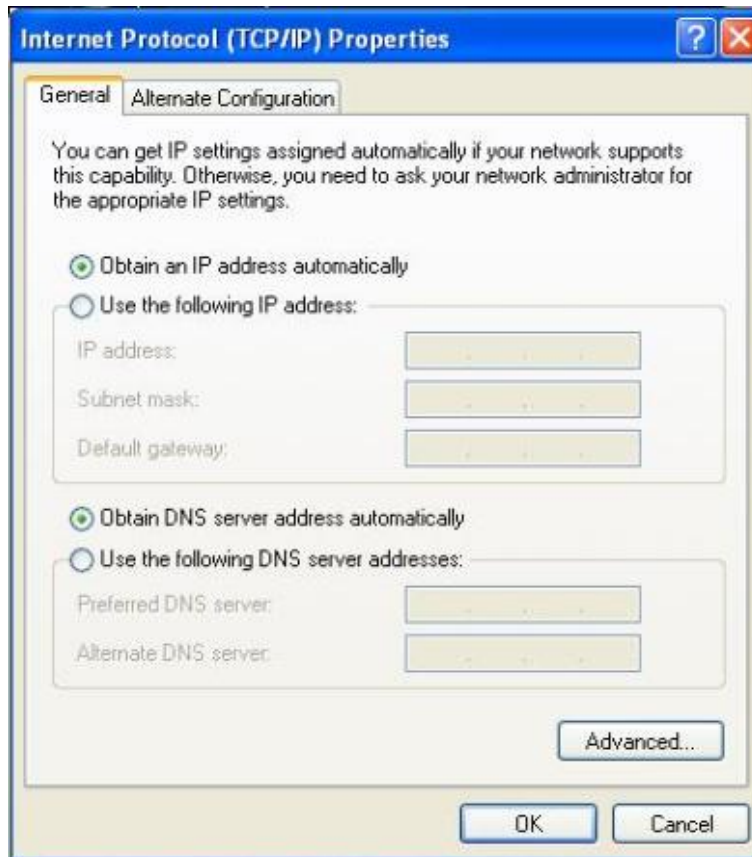 Internet Protocol (TCP/IP) Properties
General
Alternate Configuration
You can get IP settings assigned automatically if your network supports
this capability. Otherwise, you need to ask your network administrator for
the appropriate IP settings.
Obtain an IP address automatically
Use the following IP address:
IP address:
Subnet mask:
Default gateway:
Obtain DNS server address automatically
Use the following DNS server addresses:
Preferred DNS server:
Alternate DNS server:
Advanced...
OK
Cancel